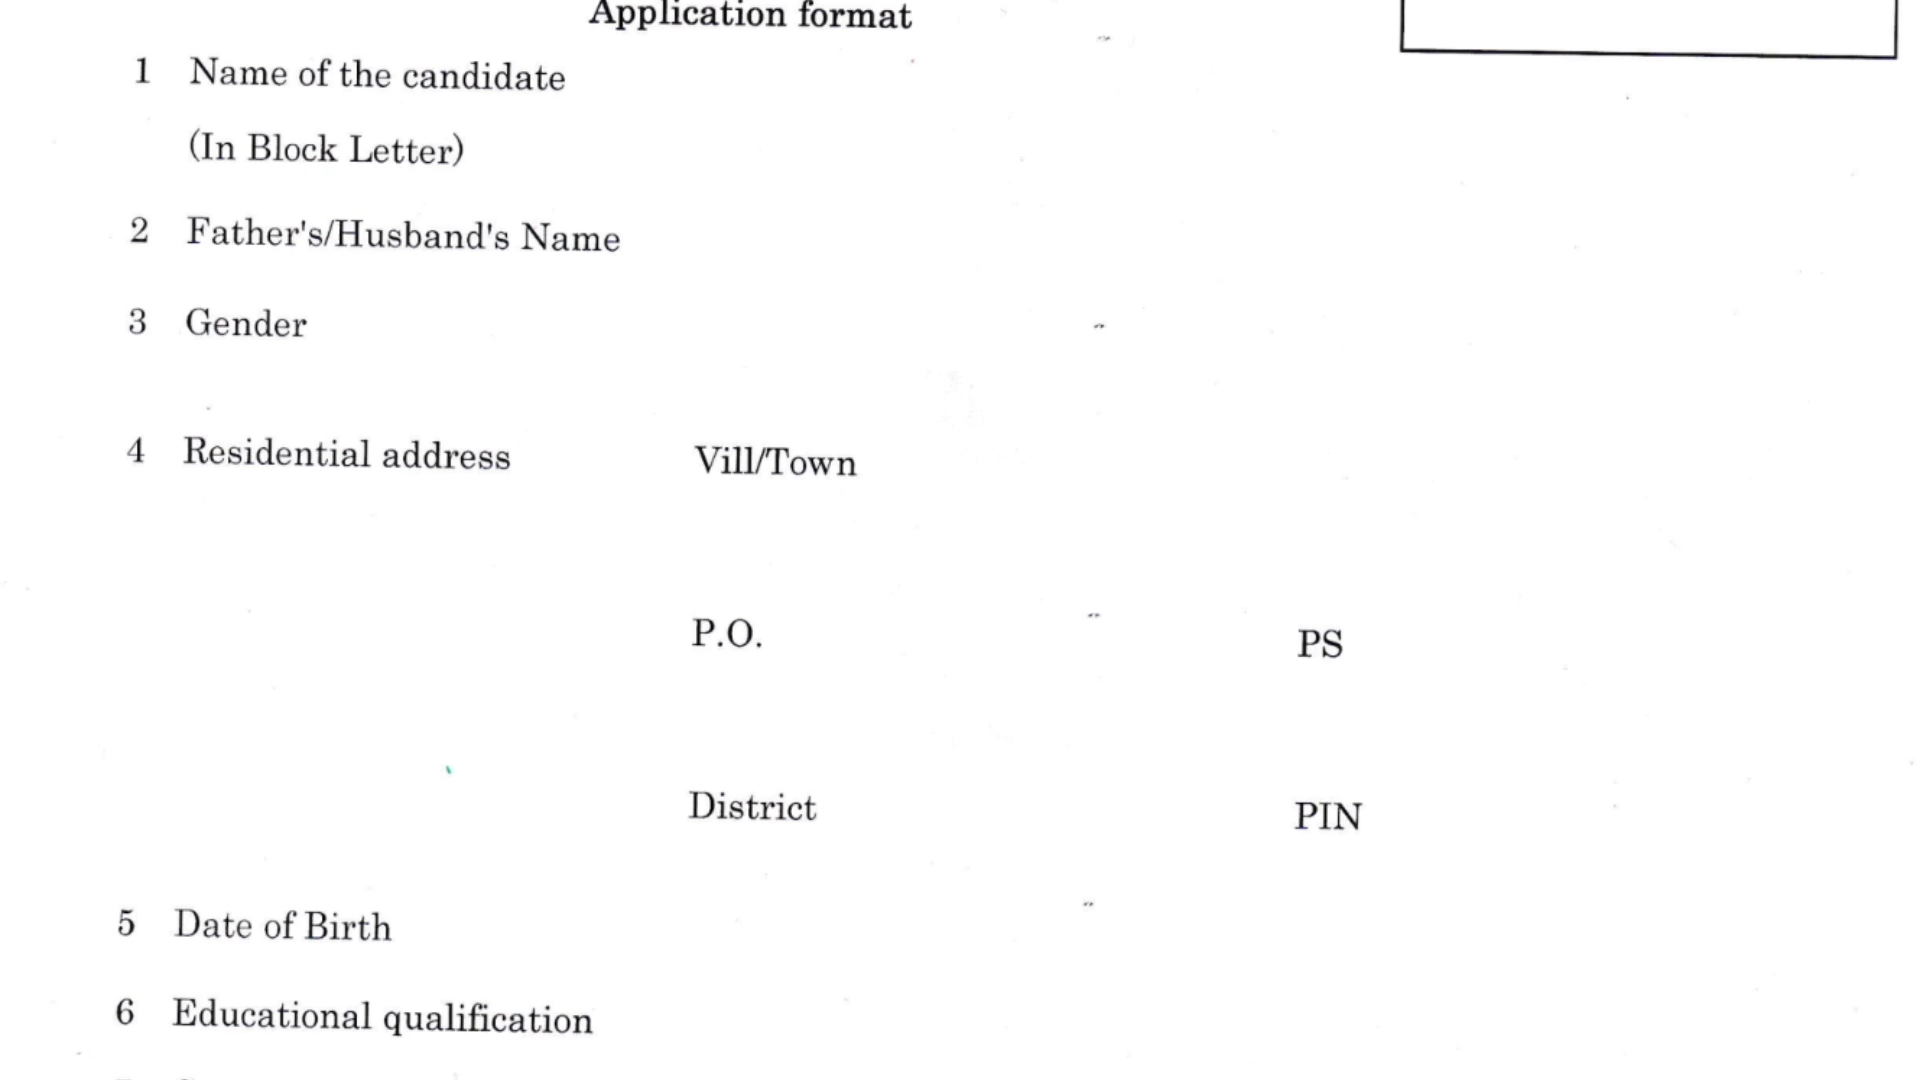 Application format
1 Name of the candidate
(In Block Letter)
2 Father's/Husband's Name
3 Gender
4 Residential address Vill/Town
P.O. PS
District PIN
5 Date of Birth
6 Educational qualification